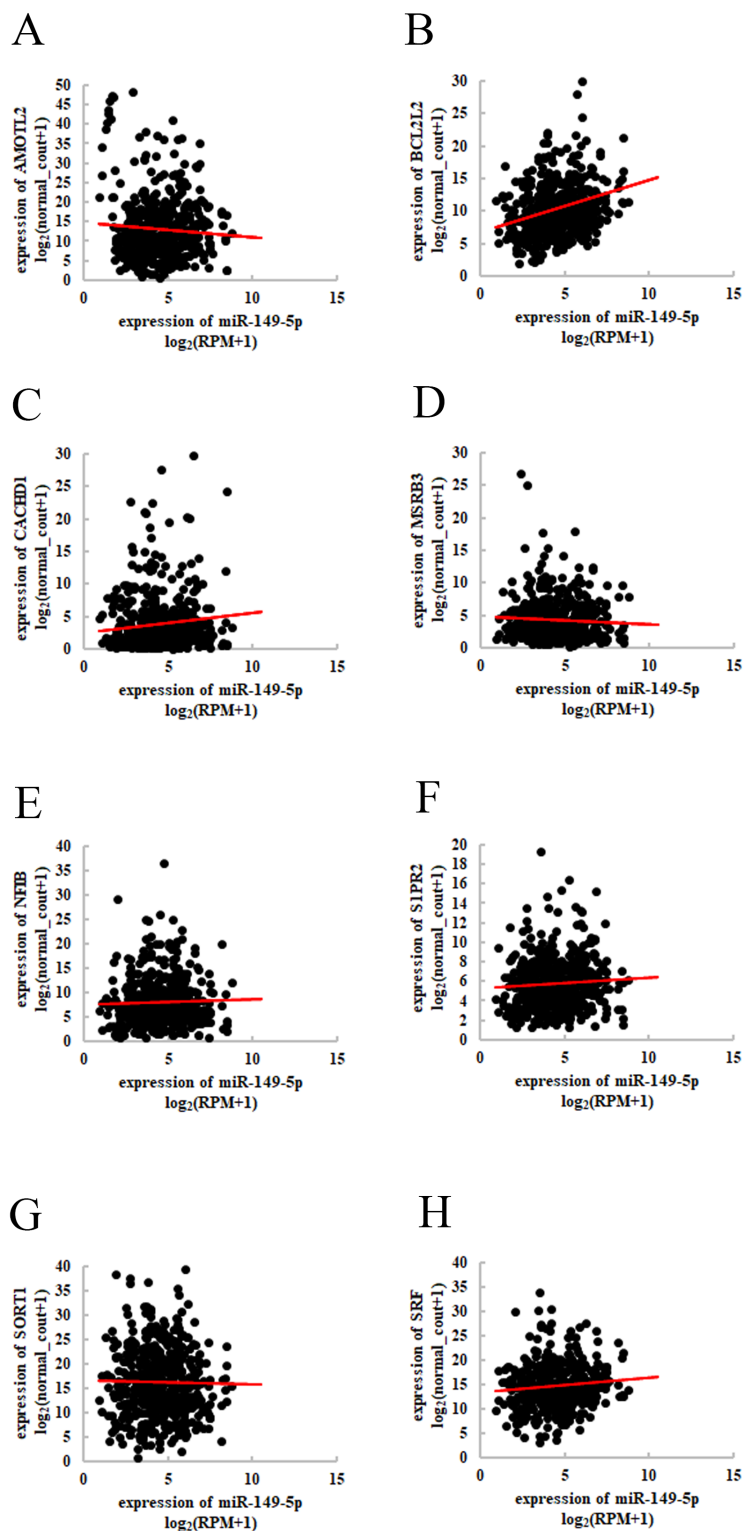 A
expression of AMOTL2
log2(normal_cout+1)
50
45
40
35
30
25
20
15
10
5
0
0 5 10 15
expression of miR-149-5p
log2(RPM+1)
B
expression of BCL2L2
log2(normal_cout+1)
30
25
20
15
10
5
0
0 5 10 15
expression of miR-149-5p
log2(RPM+1)
C
expression of CACHD1
log2(normal_cout+1)
30
25
20
15
10
5
0
0 5 10 15
expression of miR-149-5p
log2(RPM+1)
D
expression of MSRB3
log2(normal_cout+1)
30
25
20
15
10
5
0
0 5 10 15
expression of miR-149-5p
log2(RPM+1)
E
expression of NFIB
log2(normal_cout+1)
40
35
30
25
20
15
10
5
0
0 5 10 15
expression of miR-149-5p
log2(RPM+1)
F
expression of S1PR2
log2(normal_cout+1)
20
18
16
14
12
10
8
6
4
2
0
0 5 10 15
expression of miR-149-5p
log2(RPM+1)
G
expression of SORT1
log2(normal_cout+1)
40
35
30
25
20
15
10
5
0
0 5 10 15
expression of miR-149-5p
log2(RPM+1)
H
expression of SRF
log2(normal_cout+1)
40
35
30
25
20
15
10
5
0
0 5 10 15
expression of miR-149-5p
log2(RPM+1)